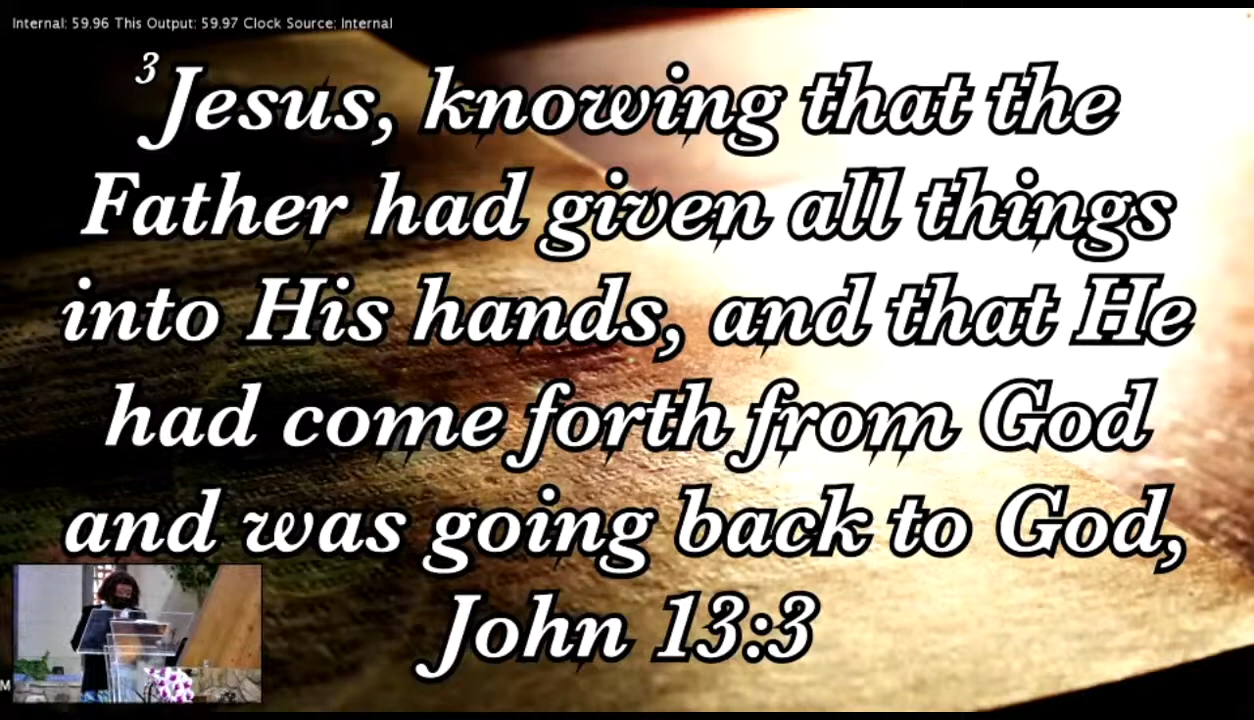 Internal: 59.96 This Output: 59.97 Clock Source: Internal
3 Jesus, knowing that the
Father had given all things
into His hands, and that He
had come forth from God
and was going back to God,
John 13:3
M